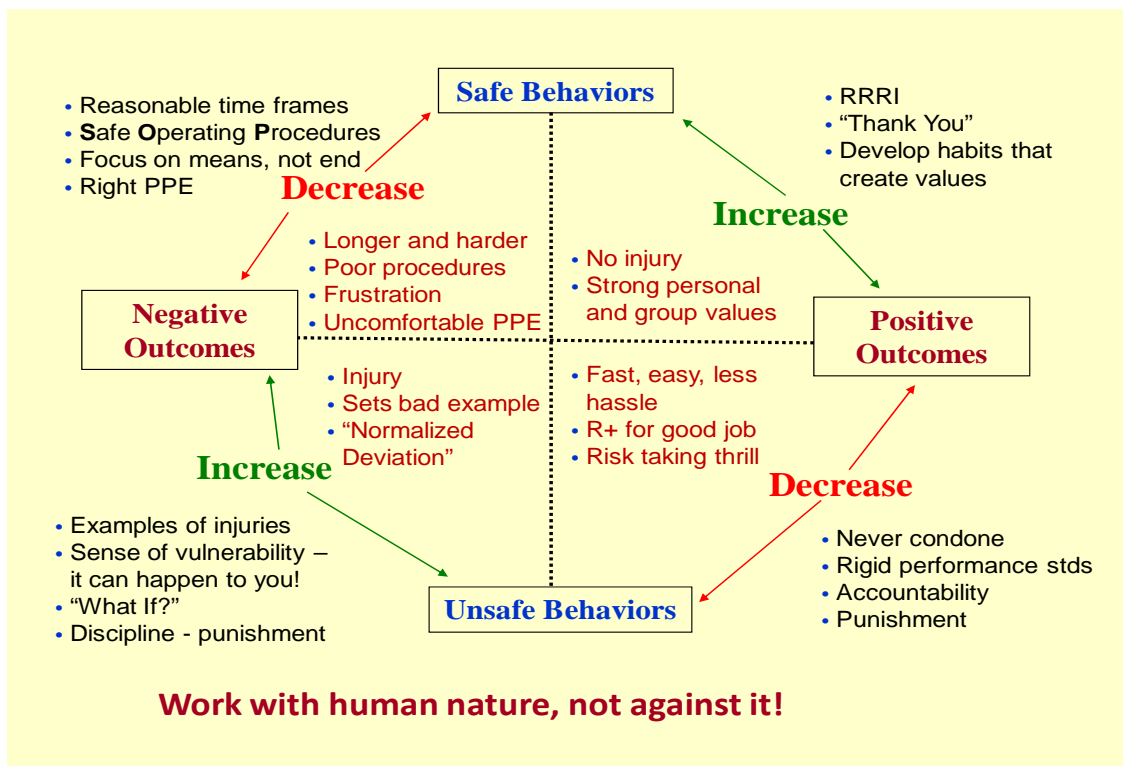 Safe Behaviors
• Reasonable time frames
• Safe Operating Procedures
• Focus on means, not end
• Right PPE
Decrease
• RRRI
• “Thank You”
• Develop habits that
create values
Increase
• Longer and harder
• Poor procedures
• Frustration
• Uncomfortable PPE
• No injury
• Strong personal
and group values
Negative
Outcomes
Positive
Outcomes
• Injury
• Sets bad example
• “Normalized
Deviation”
• Fast, easy, less
hassle
• R+ for good job
• Risk taking thrill
Increase
Decrease
• Examples of injuries
• Sense of vulnerability –
it can happen to you!
• “What If?”
• Discipline - punishment
Unsafe Behaviors
• Never condone
• Rigid performance stds
• Accountability
• Punishment
Work with human nature, not against it!